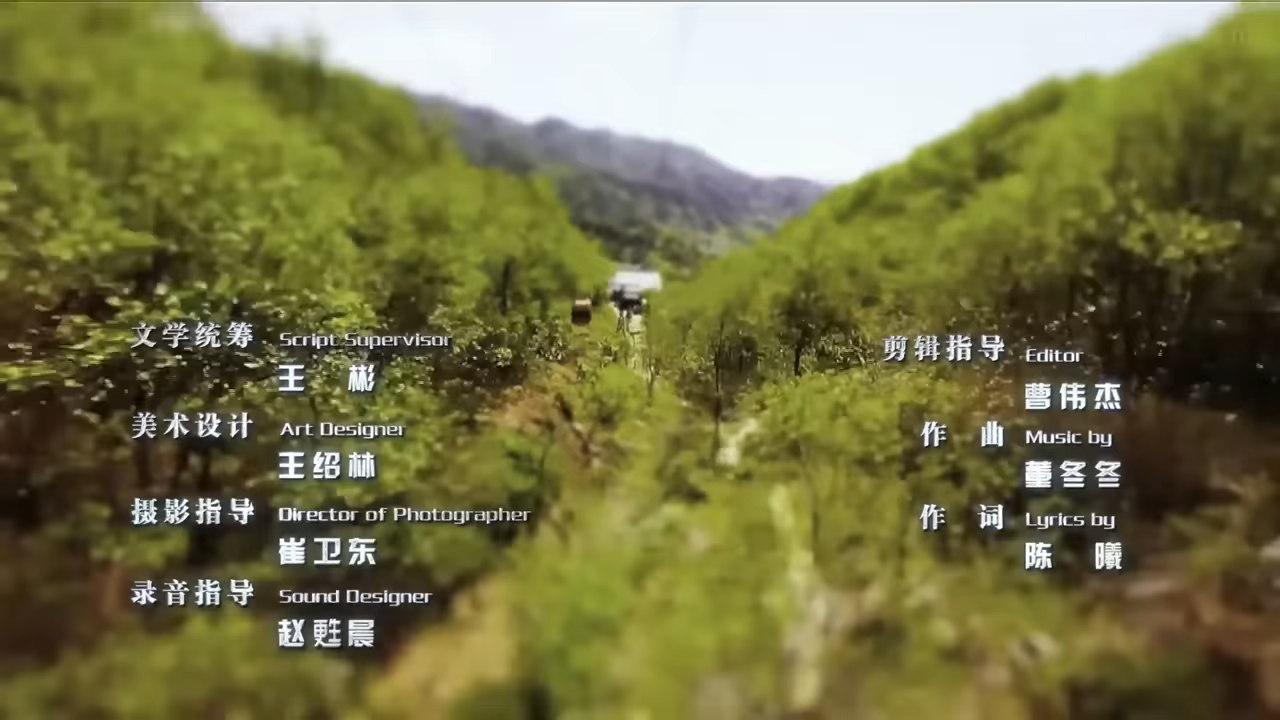 文学统筹 Script Supervisor
王 彬
美术设计 Art Designer
王绍林
摄影指导 Director of Photographer
崔卫东
录音指导 Sound Designer
赵甦晨
剪辑指导 Editor
曹伟杰
作 曲 Music by
董冬冬
作 词 Lyrics by
陈 曦